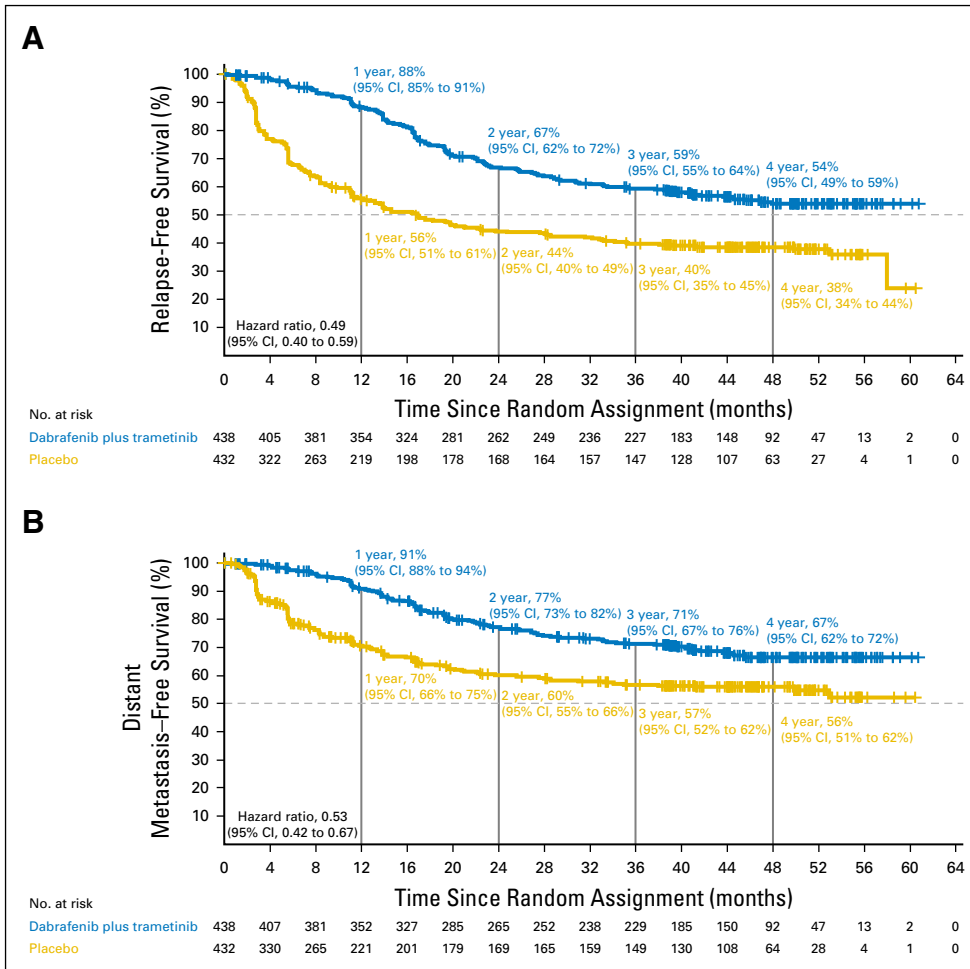 A
Relapse-Free Survival (%)
100
90
80
70
60
50
40
30
20
10
1 year, 88%
(95% CI, 85% to 91%)
2 year, 67%
(95% CI, 62% to 72%)
3 year, 59%
(95% CI, 55% to 64%)
4 year, 54%
(95% CI, 49% to 59%)
1 year, 56%
(95% CI, 51% to 61%)
2 year, 44%
(95% CI, 40% to 49%)
3 year, 40%
(95% CI, 35% to 45%)
4 year, 38%
(95% CI, 34% to 44%)
Hazard ratio, 0.49
(95% CI, 0.40 to 0.59)
0 4 8 12 16 20 24 28 32 36 40 44 48 52 56 60 64
Time Since Random Assignment (months)
No. at risk
Dabrafenib plus trametinib 438 405 381 354 324 281 262 249 236 227 183 148 92 47 13 2 0
Placebo 432 322 263 219 198 178 168 164 157 147 128 107 63 27 4 1 0
B
Distant
Metastasis–Free Survival (%)
100
90
80
70
60
50
40
30
20
10
1 year, 91%
(95% CI, 88% to 94%)
2 year, 77%
(95% CI, 73% to 82%)
3 year, 71%
(95% CI, 67% to 76%)
4 year, 67%
(95% CI, 62% to 72%)
1 year, 70%
(95% CI, 66% to 75%)
2 year, 60%
(95% CI, 55% to 66%)
3 year, 57%
(95% CI, 52% to 62%)
4 year, 56%
(95% CI, 51% to 62%)
Hazard ratio, 0.53
(95% CI, 0.42 to 0.67)
0 4 8 12 16 20 24 28 32 36 40 44 48 52 56 60 64
Time Since Random Assignment (months)
No. at risk
Dabrafenib plus trametinib 438 407 381 352 327 285 265 252 238 229 185 150 92 47 13 2 0
Placebo 432 330 265 221 201 179 169 165 159 149 130 108 64 28 4 1 0